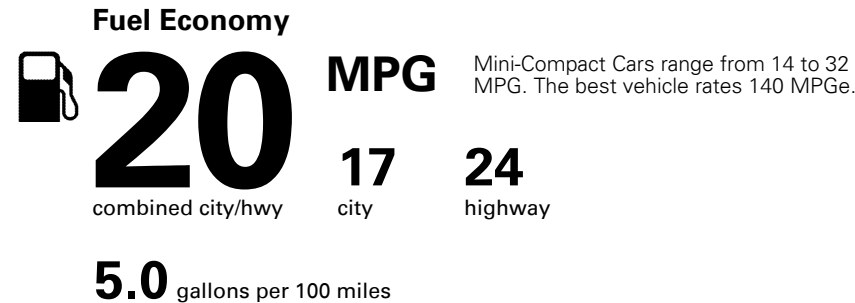 Fuel Economy
20 MPG
Mini-Compact Cars range from 14 to 32
MPG. The best vehicle rates 140 MPGe.
17 24
combined city/hwy city highway
5.0 gallons per 100 miles